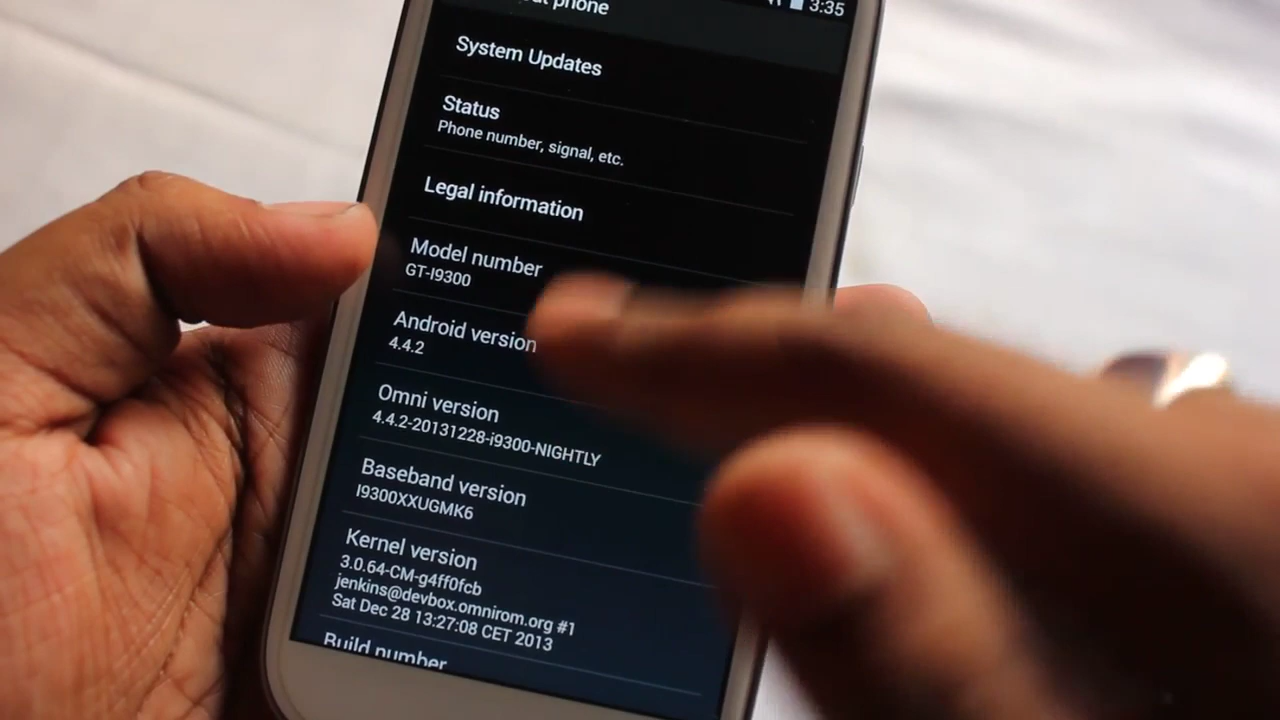 3:35
phone
System Updates
Status
Phone number, signal, etc.
Legal information
Model number
GT-I9300
Android version
4.4.2
Omni version
4.4.2-20131228-i9300-NIGHTLY
Baseband version
I9300XXUGMK6
Kernel version
3.0.64-CM-g4ff0fcb
jenkins@devbox.omnirom.org #1
Sat Dec 28 13:27:08 CET 2013
Build number